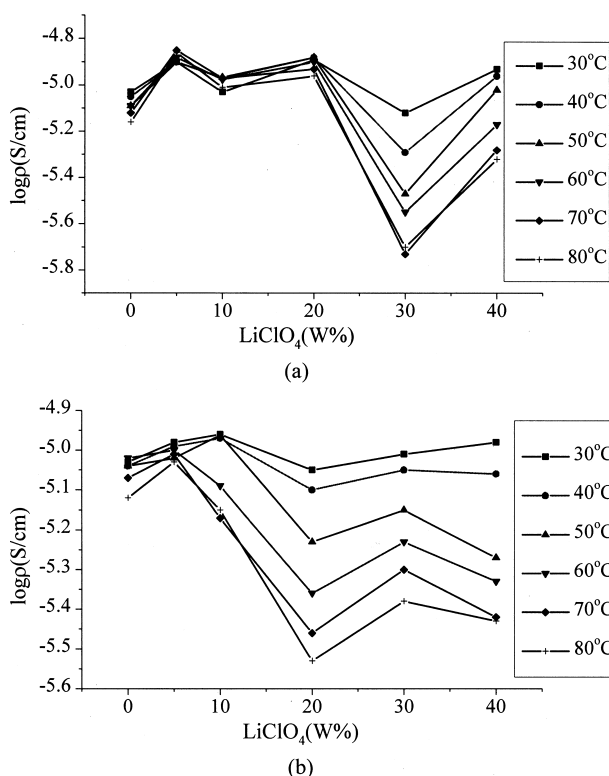 -4.8
-5.0
-5.2
-5.4
-5.6
-5.8
logρ(S/cm)
0
10
20
30
40
LiClO₄(W%)
30°C
40°C
50°C
60°C
70°C
80°C
(a)
-4.9
-5.0
-5.1
-5.2
-5.3
-5.4
-5.5
-5.6
logρ(S/cm)
0
10
20
30
40
LiClO₄(W%)
30°C
40°C
50°C
60°C
70°C
80°C
(b)